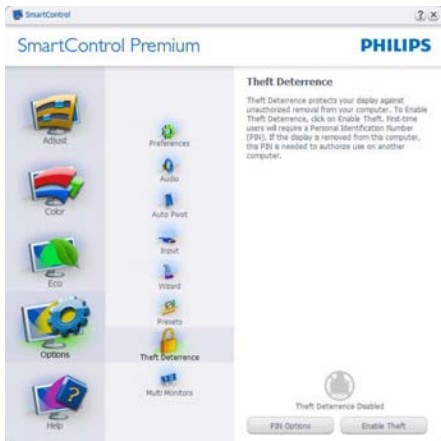 SmartControl
SmartControl Premium
PHILIPS
Adjust
Color
Eco
Options
Help
Preferences
Audio
Auto Pivot
Input
Wizard
Presets
Theft Deterrence
Multi Monitors
Theft Deterrence
Theft Deterrence protects your display against
unauthorized removal from your computer. To Enable
Theft Deterrence, click on Enable Theft. First-time
users will require a Personal Identification Number
(PIN). If the display is removed from this computer,
this PIN is needed to authorize use on another
computer.
Theft Deterrence Disabled
PIN Options
Enable Theft